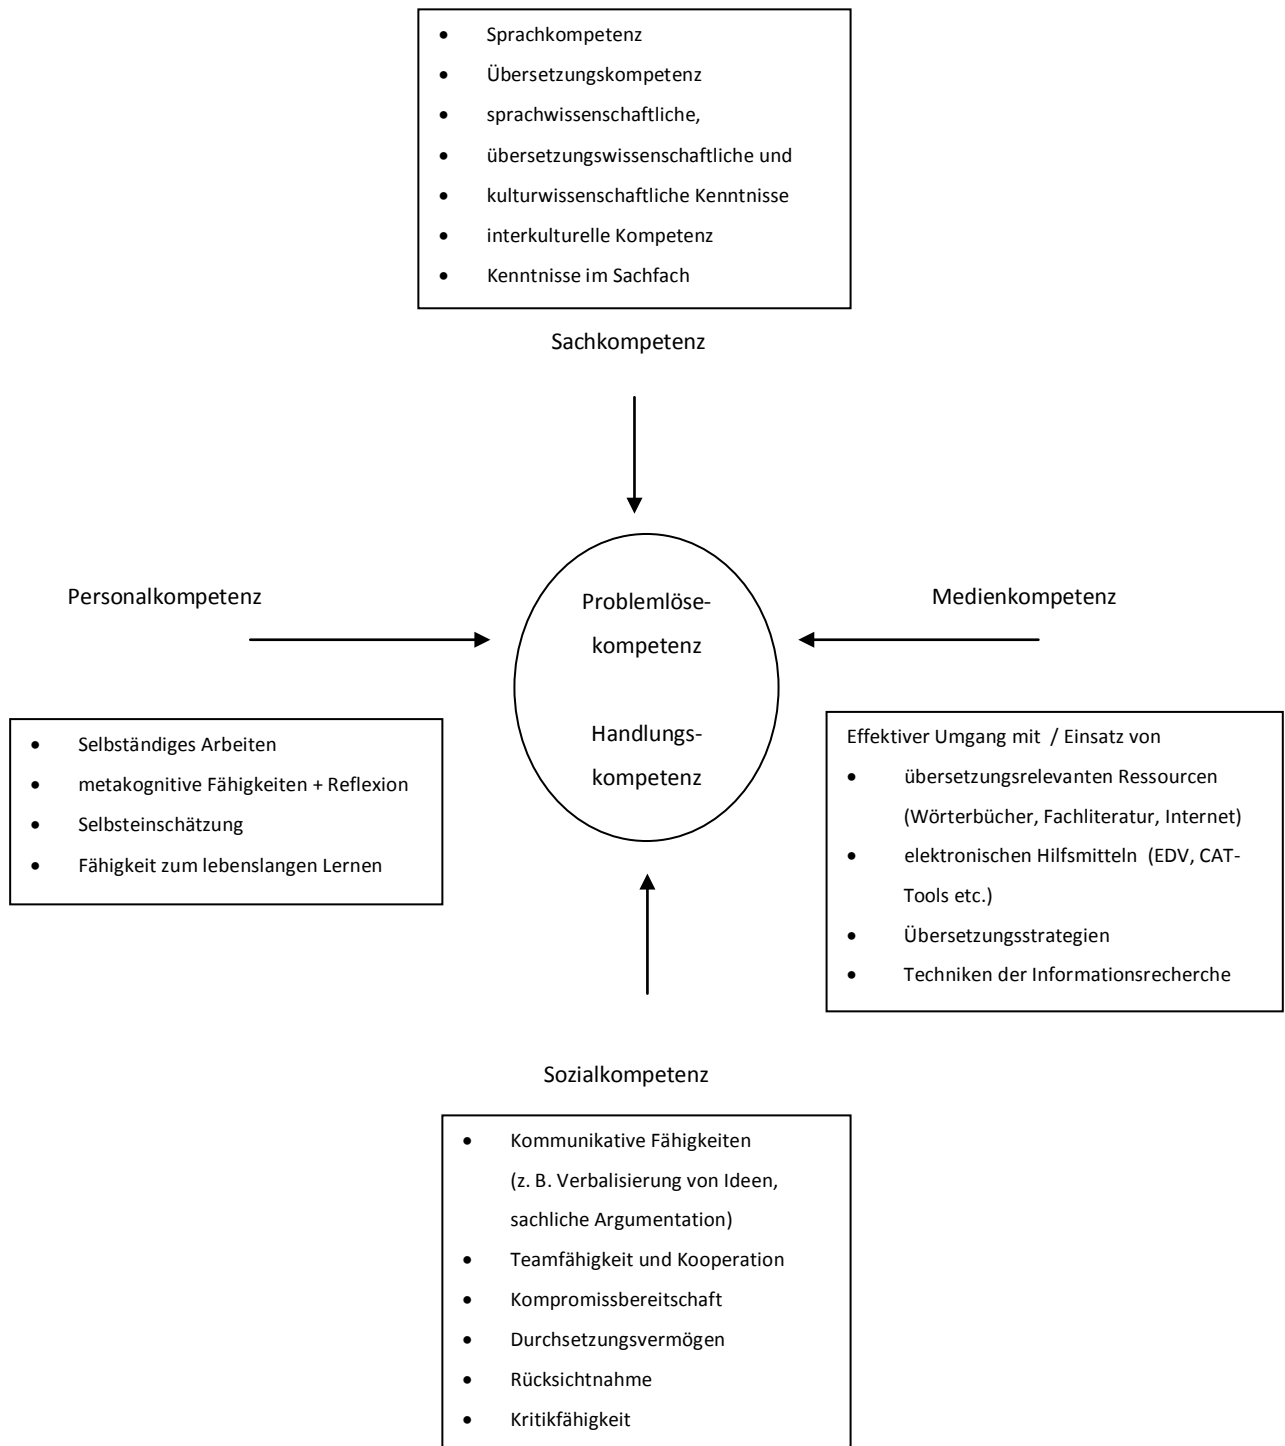 • Sprachkompetenz
• Übersetzungskompetenz
• sprachwissenschaftliche,
• übersetzungswissenschaftliche und
• kulturwissenschaftliche Kenntnisse
• interkulturelle Kompetenz
• Kenntnisse im Sachfach
Sachkompetenz
Personalkompetenz
• Selbständiges Arbeiten
• metakognitive Fähigkeiten + Reflexion
• Selbsteinschätzung
• Fähigkeit zum lebenslangen Lernen
Problemlöse-
kompetenz
Handlungs-
kompetenz
Medienkompetenz
Effektiver Umgang mit / Einsatz von
• übersetzungsrelevanten Ressourcen
(Wörterbücher, Fachliteratur, Internet)
• elektronischen Hilfsmitteln (EDV, CAT-
Tools etc.)
• Übersetzungsstrategien
• Techniken der Informationsrecherche
Sozialkompetenz
• Kommunikative Fähigkeiten
(z. B. Verbalisierung von Ideen,
sachliche Argumentation)
• Teamfähigkeit und Kooperation
• Kompromissbereitschaft
• Durchsetzungsvermögen
• Rücksichtnahme
• Kritikfähigkeit